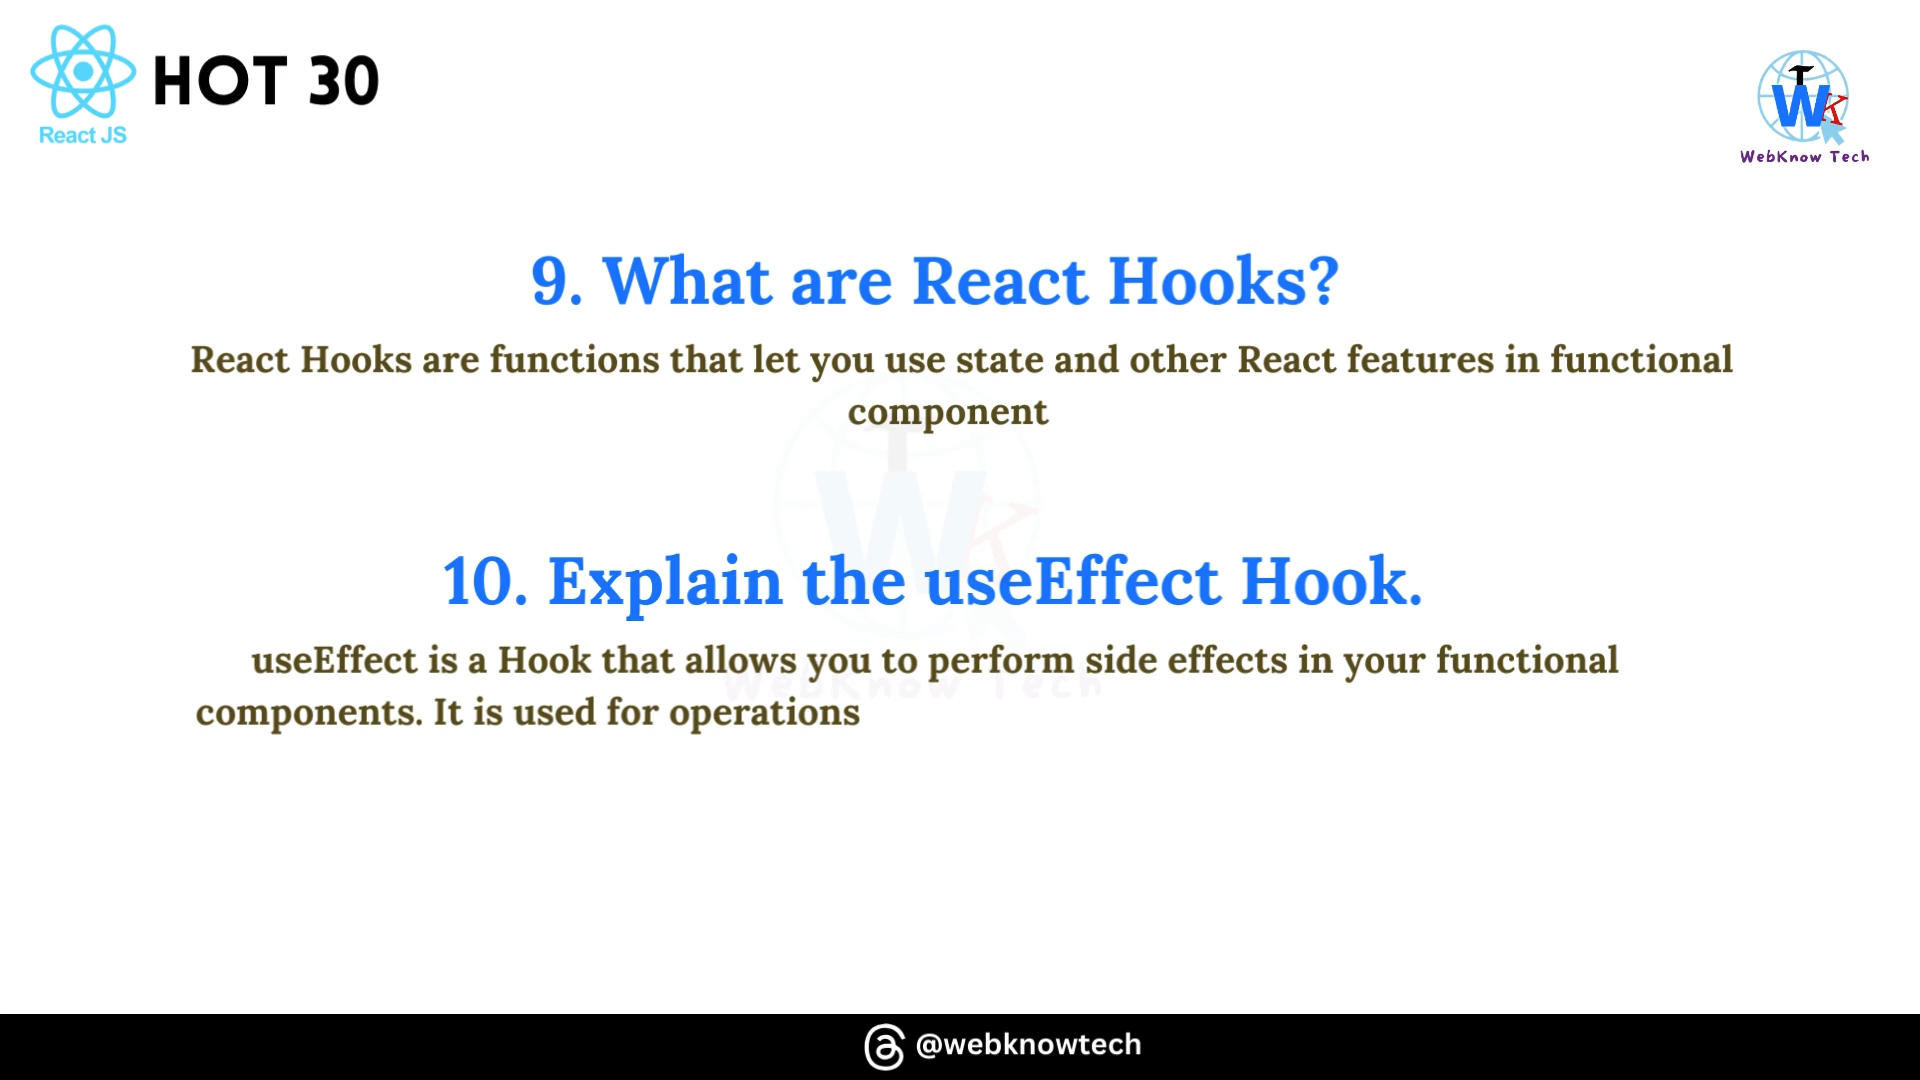 React JS
HOT 30
T
W
K
WebKnow Tech
9. What are React Hooks?
React Hooks are functions that let you use state and other React features in functional
component
T
W
K
10. Explain the useEffect Hook.
useEffect is a Hook that allows you to perform side effects in your functional
WebKnow Tech
components. It is used for operations
@webknowtech